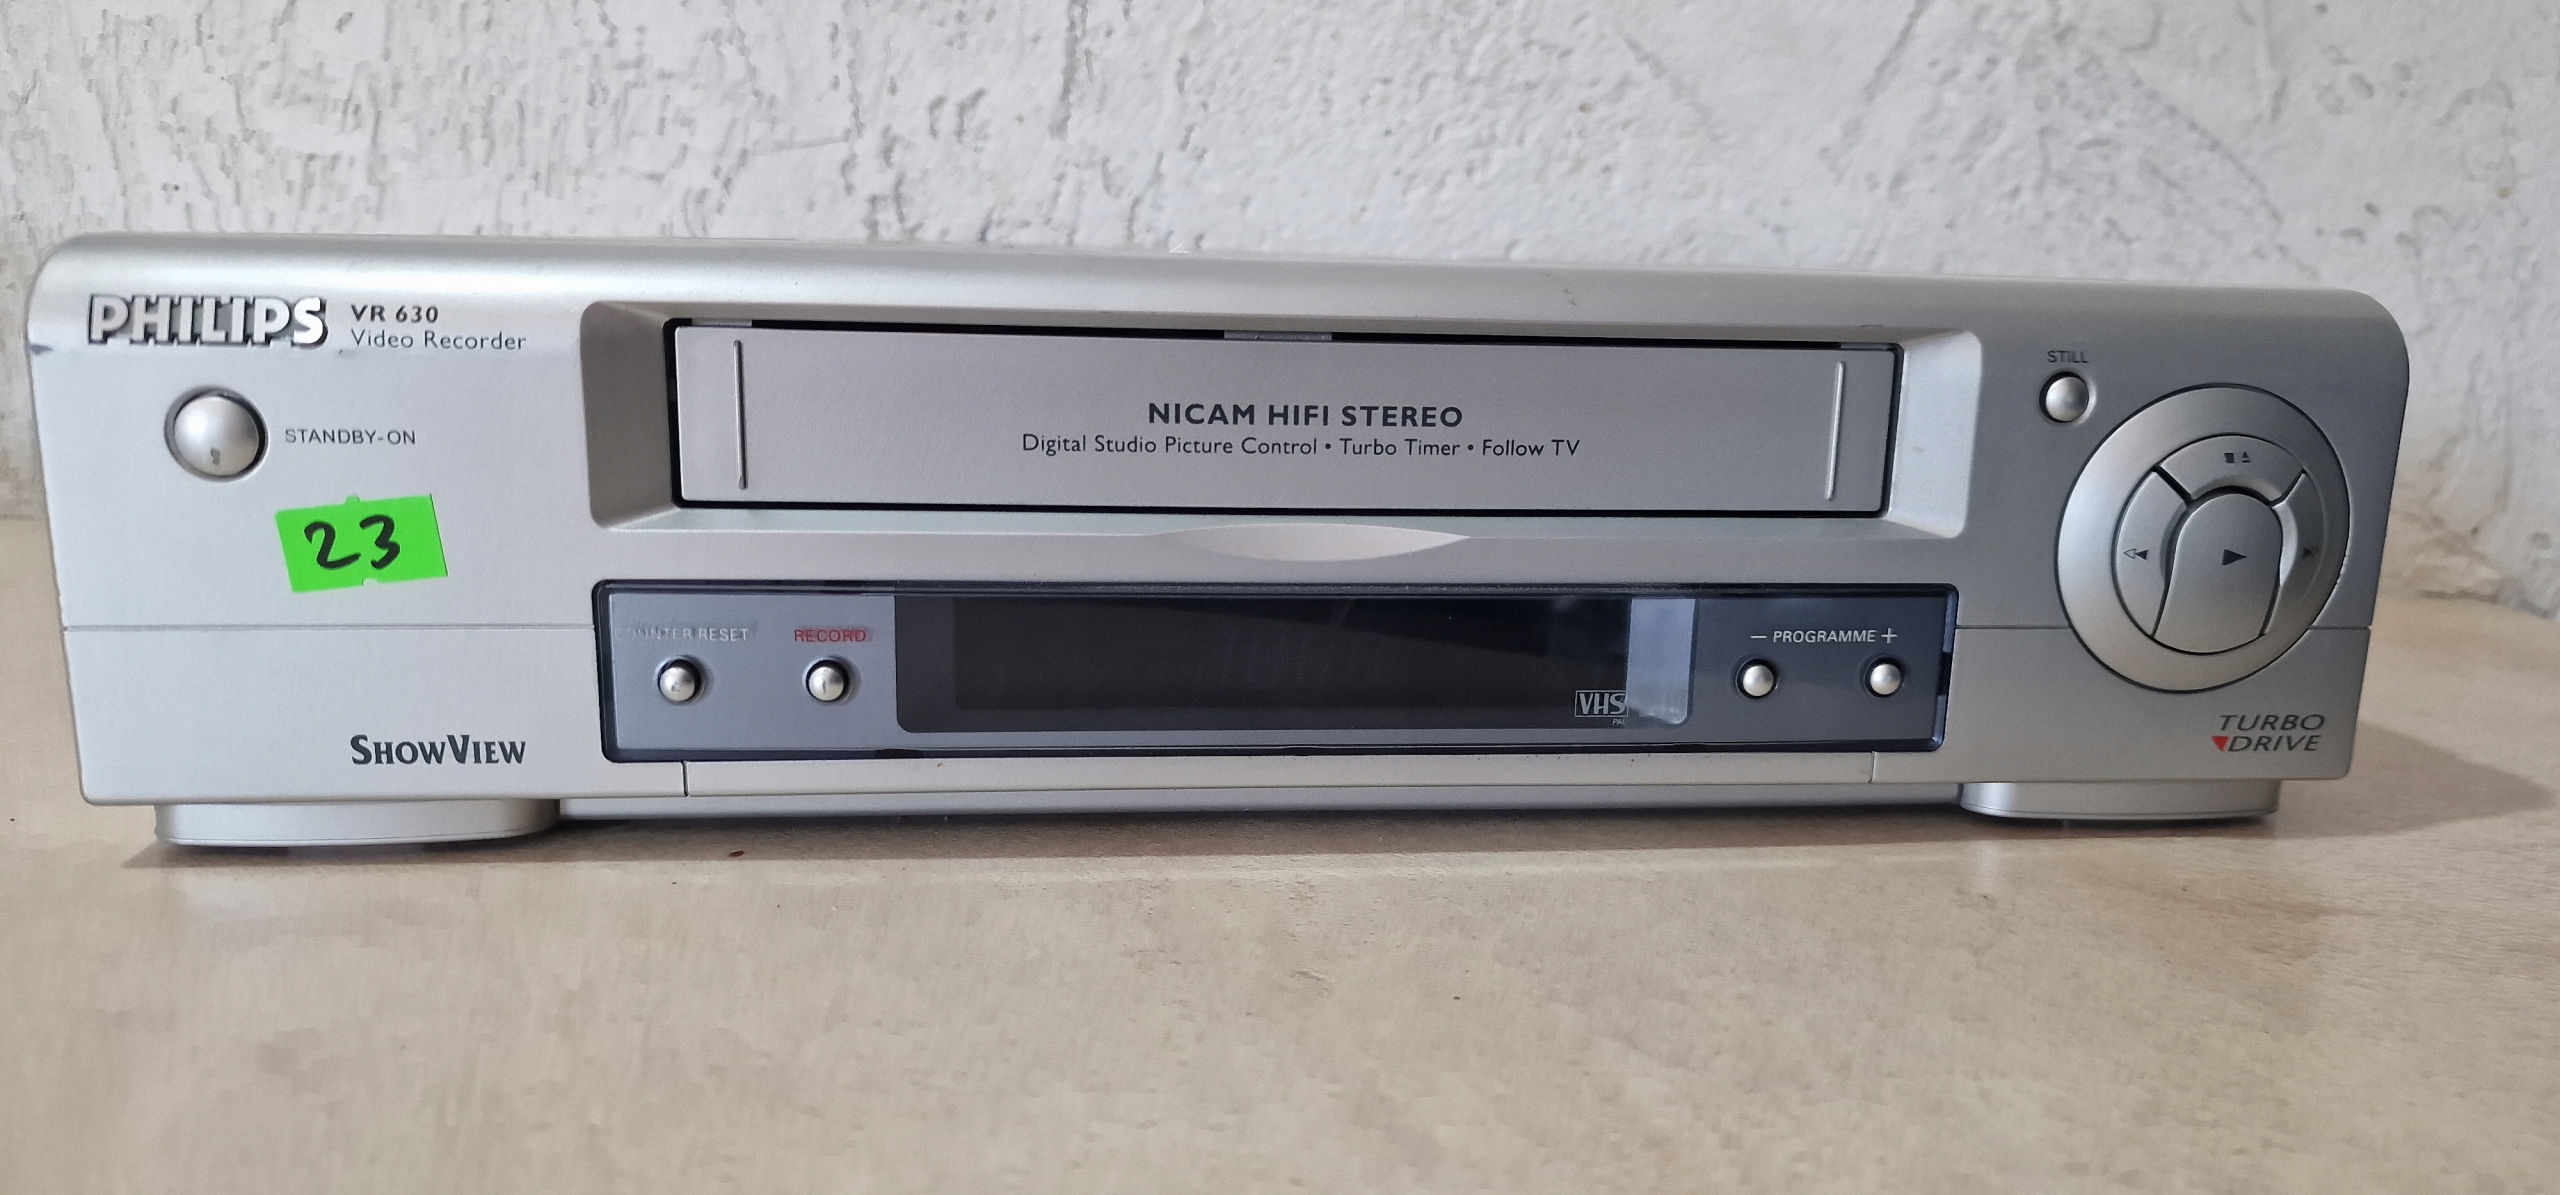 PHILIPS
VR 630
Video Recorder
STANDBY-ON
23
SHOWVIEW
NICAM HIFI STEREO
Digital Studio Picture Control • Turbo Timer • Follow TV
COUNTER RESET
RECORD
VHS
PAL
— PROGRAMME +
STILL
TURBO
DRIVE